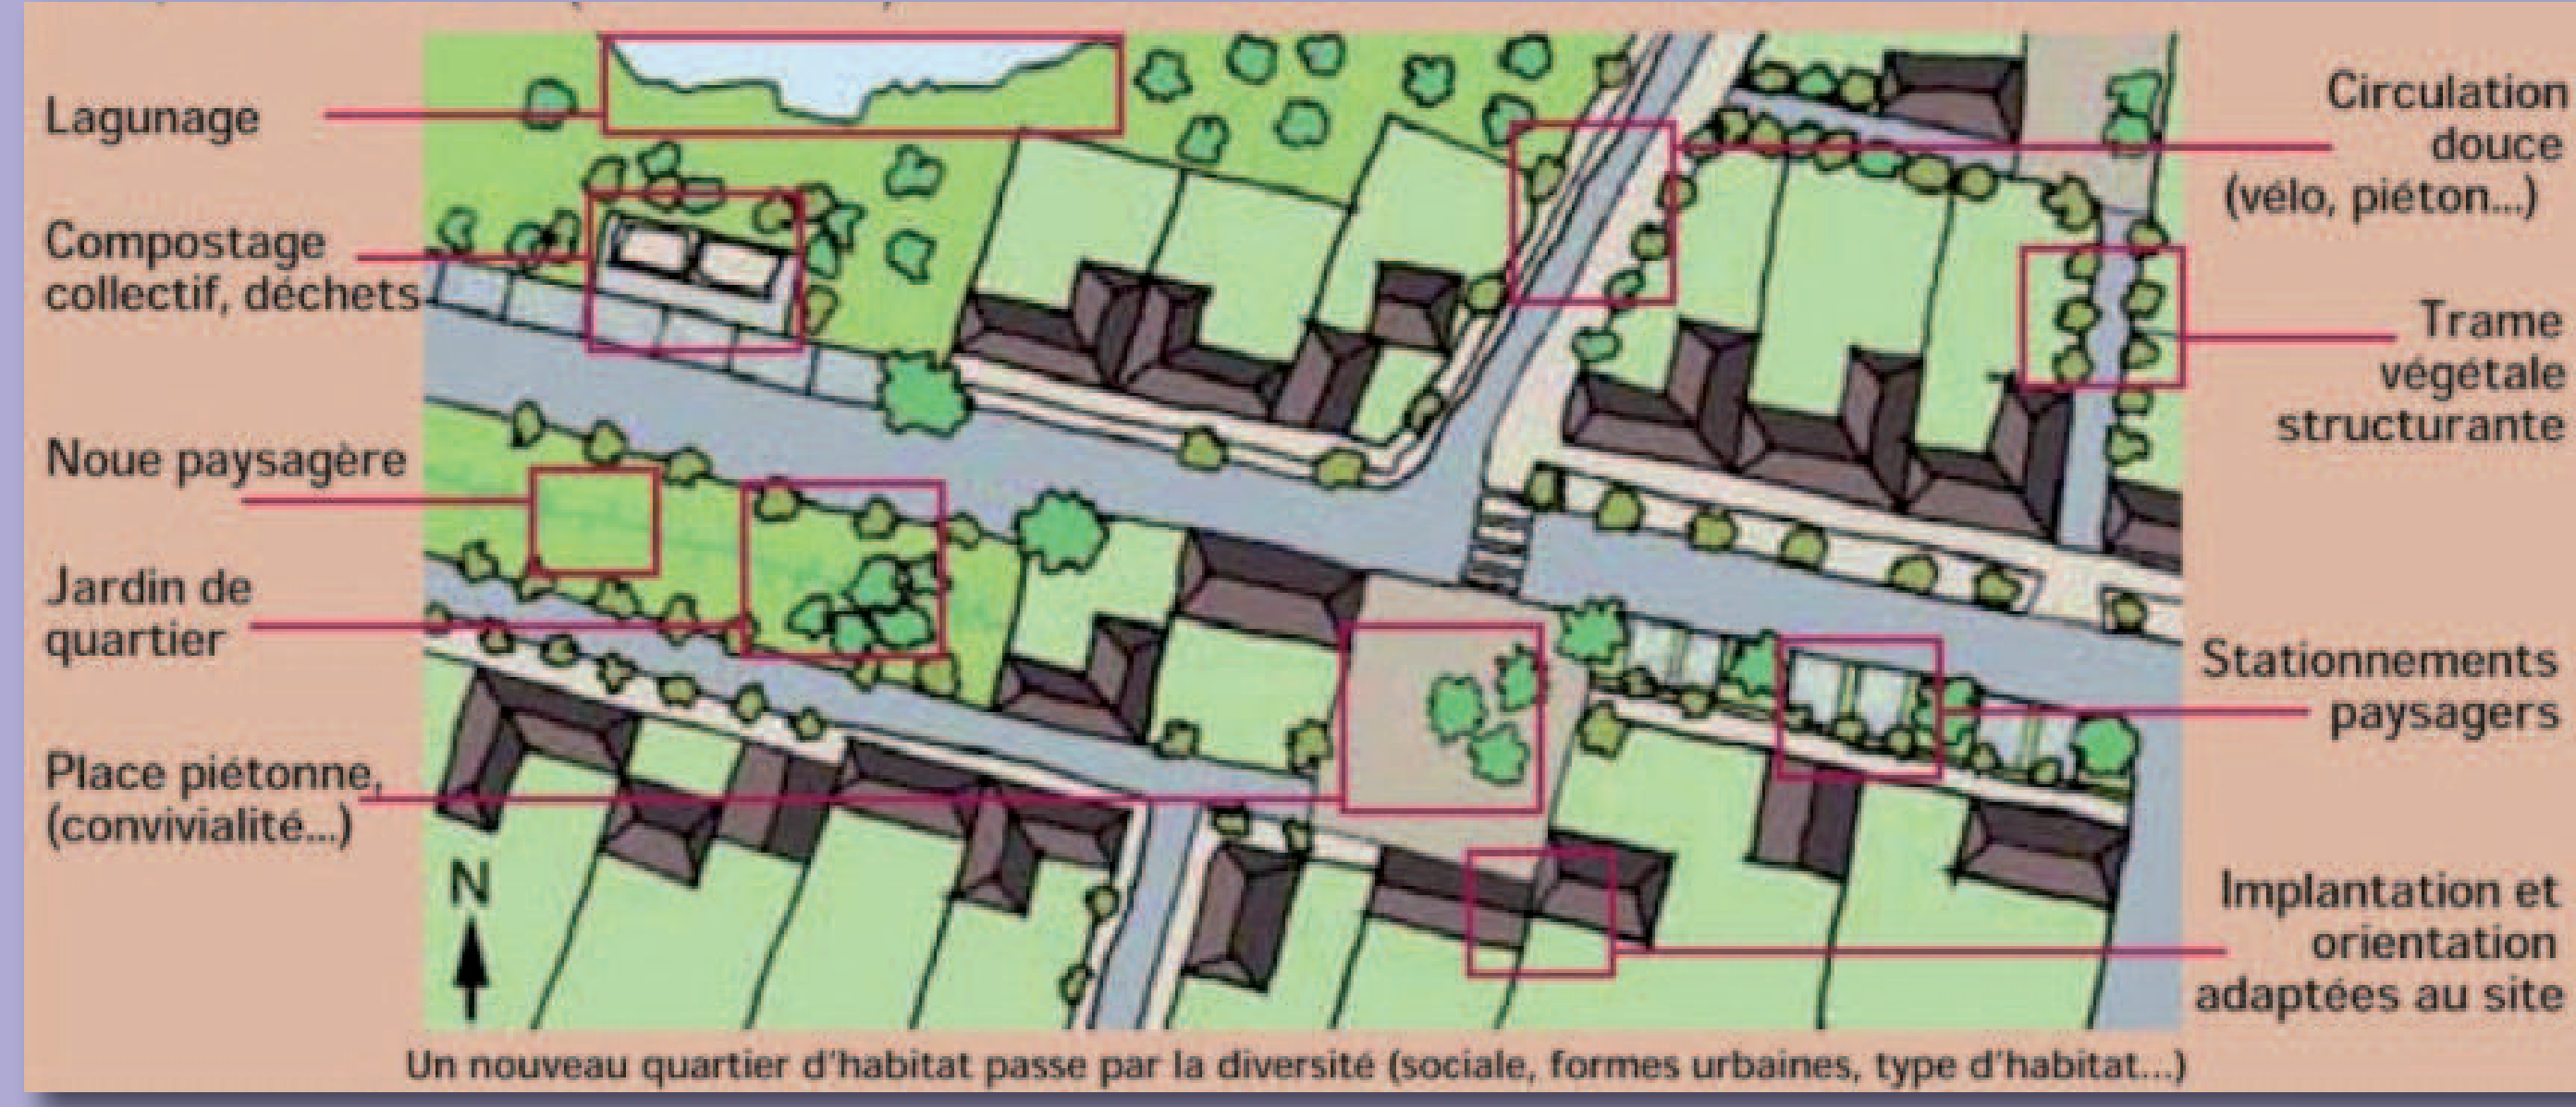 Lagunage
Compostage
collectif, déchets
Noue paysagère
Jardin de
quartier
Place piétonne,
(convivialité...)
N
Circulation
douce
(vélo, piéton...)
Trame
végétale
structurante
Stationnements
paysagers
Implantation et
orientation
adaptées au site
Un nouveau quartier d'habitat passe par la diversité (sociale, formes urbaines, type d'habitat...)